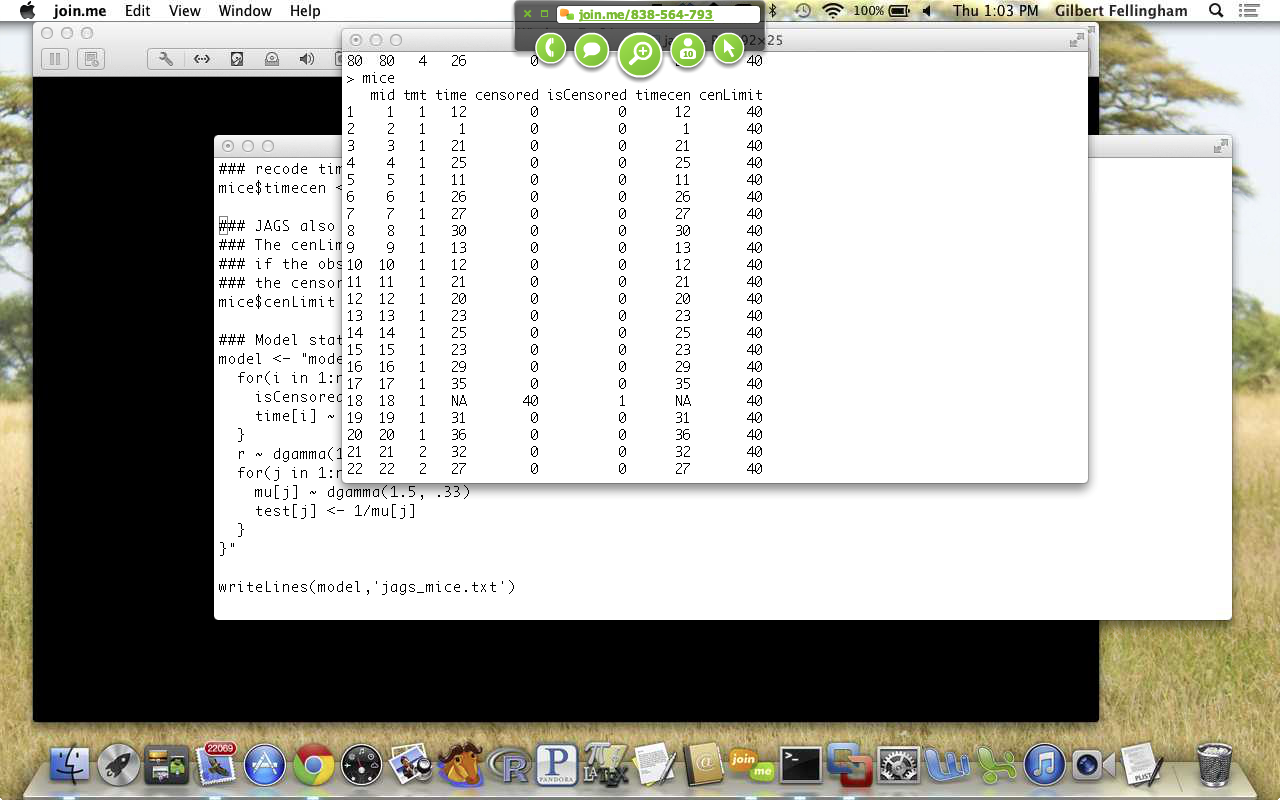 join.me Edit View Window Help
join.me/838-564-793
100% Thu 1:03 PM Gilbert Fellingham
92×25
10
80 80 4 26 0 40
> mice
mid tmt time censored isCensored timecen cenLimit
1 1 1 12 0 0 12 40
2 2 1 1 0 0 1 40
3 3 1 21 0 0 21 40
4 4 1 25 0 0 25 40
5 5 1 11 0 0 11 40
6 6 1 26 0 0 26 40
7 7 1 27 0 0 27 40
8 8 1 30 0 0 30 40
9 9 1 13 0 0 13 40
10 10 1 12 0 0 12 40
11 11 1 21 0 0 21 40
12 12 1 20 0 0 20 40
13 13 1 23 0 0 23 40
14 14 1 25 0 0 25 40
15 15 1 23 0 0 23 40
16 16 1 29 0 0 29 40
17 17 1 35 0 0 35 40
18 18 1 NA 40 1 NA 40
19 19 1 31 0 0 31 40
20 20 1 36 0 0 36 40
21 21 2 32 0 0 32 40
22 22 2 27 0 0 27 40
### recode tim
mice$timecen <
### JAGS also
### The cenLim
### if the obs
### the censor
mice$cenLimit
### Model stat
model <- "mode
for(i in 1:n
isCensored
time[i] ~
}
r ~ dgamma(1
for(j in 1:n
mu[j] ~ dgamma(1.5, .33)
test[j] <- 1/mu[j]
}
}"
writeLines(model,'jags_mice.txt')
22069
R
P
PANDORA
LATEX
@
join
me
>_
W
PLIST